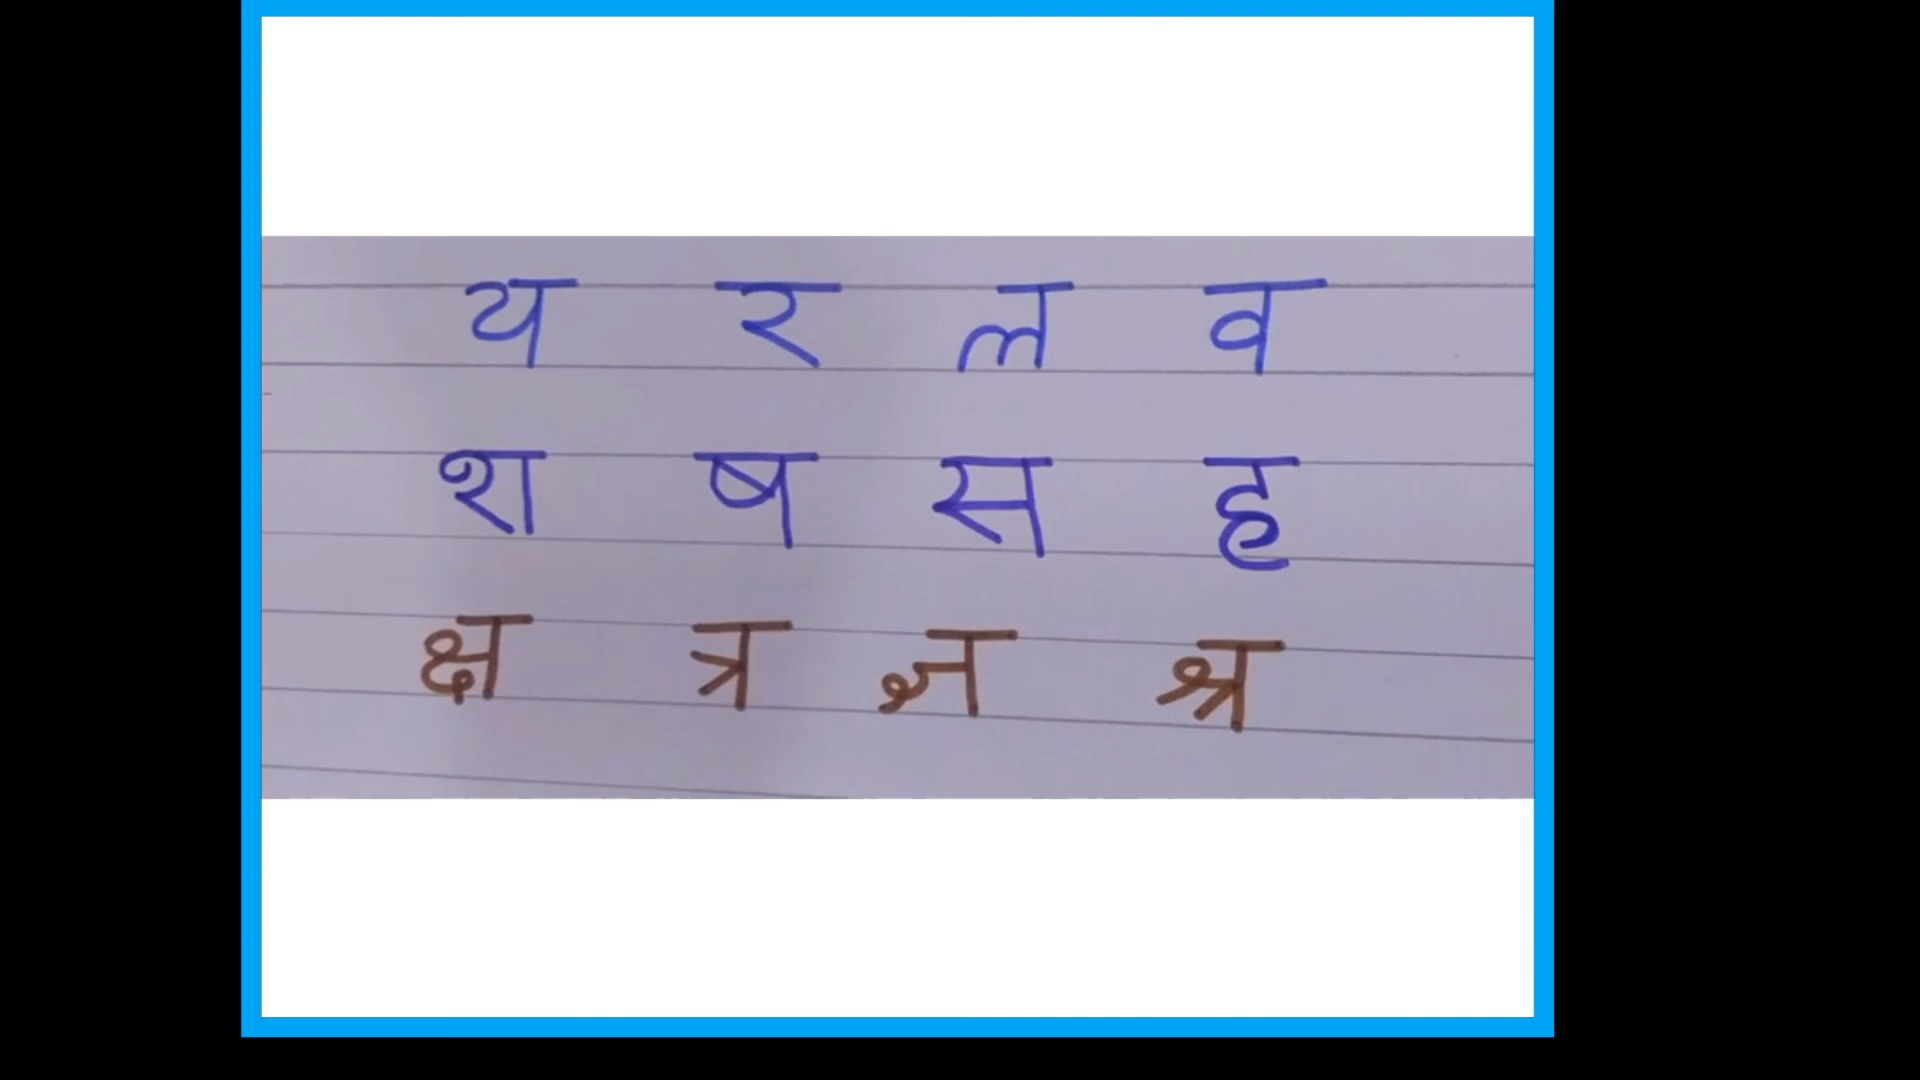 य र ल व
श ष स ह
क्ष त्र ज्ञ श्र